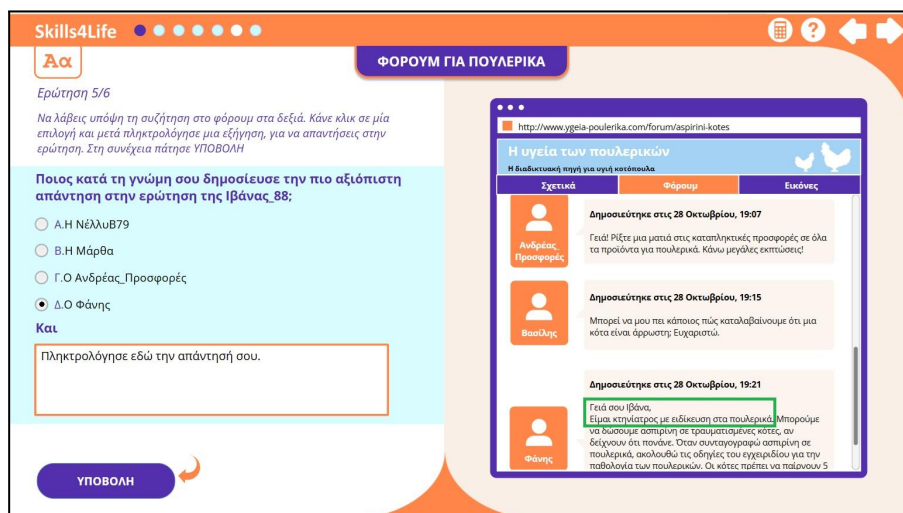 Skills4Life
Αα
ΦΟΡΟΥΜ ΓΙΑ ΠΟΥΛΕΡΙΚΑ
Ερώτηση 5/6
Να λάβεις υπόψη τη συζήτηση στο φόρουμ στα δεξιά. Κάνε κλικ σε μία
επιλογή και μετά πληκτρολόγησε μια εξήγηση, για να απαντήσεις στην
ερώτηση. Στη συνέχεια πάτησε ΥΠΟΒΟΛΗ
Ποιος κατά τη γνώμη σου δημοσίευσε την πιο αξιόπιστη
απάντηση στην ερώτηση της Ιβάνας_88;
Α.Η ΝέλλυΒ79
Β.Η Μάρθα
Γ.Ο Ανδρέας_Προσφορές
Δ.Ο Φάνης
Και
Πληκτρολόγησε εδώ την απάντησή σου.
ΥΠΟΒΟΛΗ
http://www.ygeia-poulerika.com/forum/aspirini-kotes
Η υγεία των πουλερικών
Η διαδικτυακή πηγή για υγιή κοτόπουλα
Σχετικά
Φόρουμ
Εικόνες
Ανδρέας_
Προσφορές
Δημοσιεύτηκε στις 28 Οκτωβρίου, 19:07
Γειά! Ρίξτε μια ματιά στις καταπληκτικές προσφορές σε όλα
τα προϊόντα για πουλερικά. Κάνω μεγάλες εκπτώσεις!
Βασίλης
Δημοσιεύτηκε στις 28 Οκτωβρίου, 19:15
Μπορεί να μου πει κάποιος πώς καταλαβαίνουμε ότι μια
κότα είναι άρρωστη; Ευχαριστώ.
Φάνης
Δημοσιεύτηκε στις 28 Οκτωβρίου, 19:21
Γειά σου Ιβάνα,
Είμαι κτηνίατρος με ειδίκευση στα πουλερικά. Μπορούμε
να δώσουμε ασπιρίνη σε τραυματισμένες κότες, αν
δείχνουν ότι πονάνε. Όταν συνταγογραφώ ασπιρίνη σε
πουλερικά, ακολουθώ τις οδηγίες του εγχειριδίου για την
παθολογία των πουλερικών. Οι κότες πρέπει να παίρνουν 5